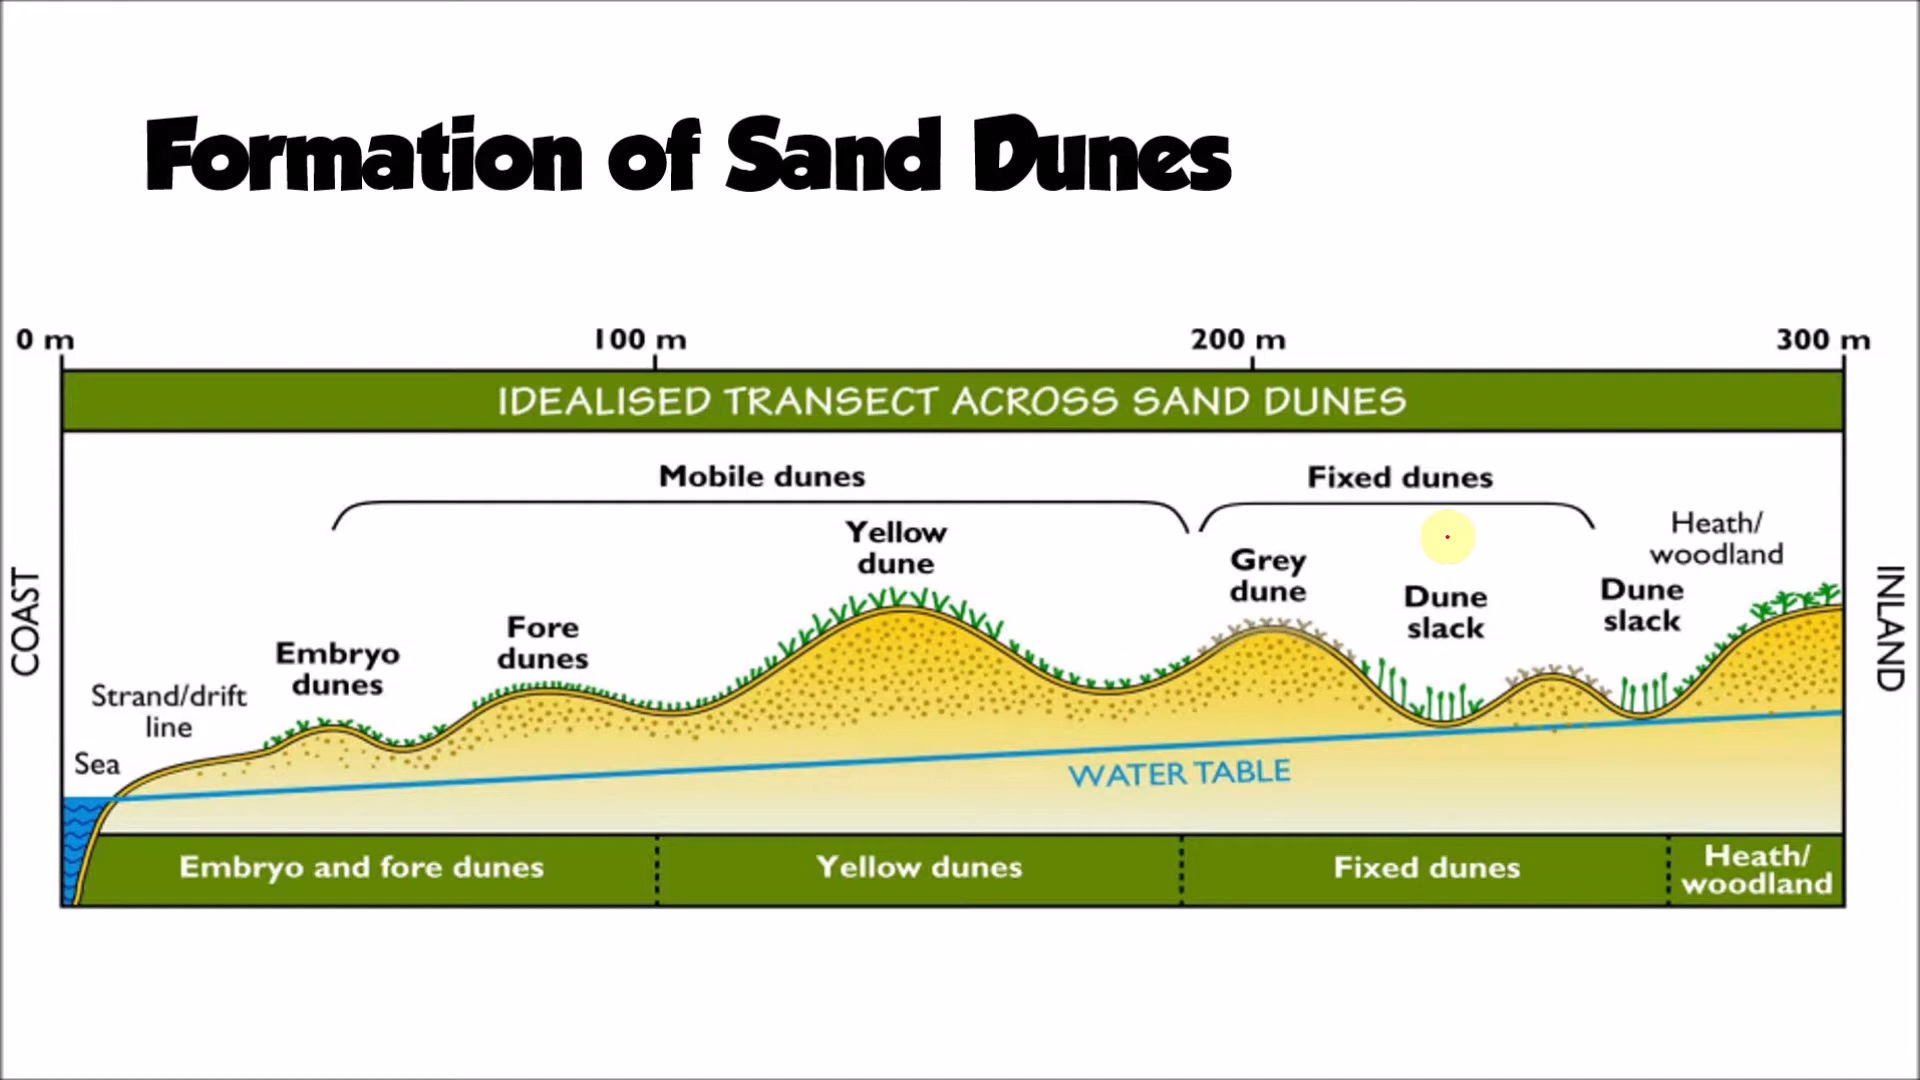 Formation of Sand Dunes
0 m 100 m 200 m 300 m
IDEALISED TRANSECT ACROSS SAND DUNES
Mobile dunes
Fixed dunes
COAST
Sea
Strand/drift
line
Embryo
dunes
Fore
dunes
Yellow
dune
Grey
dune
Dune
slack
Dune
slack
Heath/
woodland
INLAND
WATER TABLE
Embryo and fore dunes
Yellow dunes
Fixed dunes
Heath/
woodland